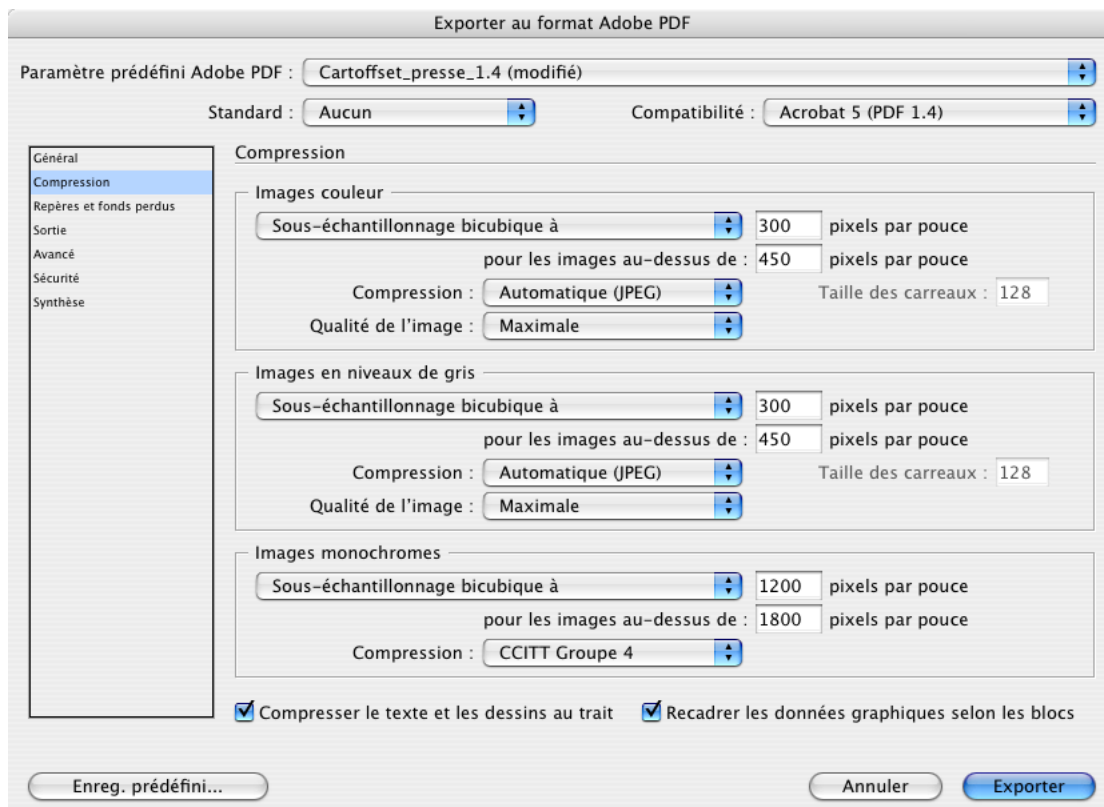 Exporter au format Adobe PDF
Paramètre prédéfini Adobe PDF : Cartoffset_presse_1.4 (modifié)
Standard : Aucun Compatibilité : Acrobat 5 (PDF 1.4)
Général
Compression
Repères et fonds perdus
Sortie
Avancé
Sécurité
Synthèse
Compression
Images couleur
Sous-échantillonnage bicubique à 300 pixels par pouce
pour les images au-dessus de : 450 pixels par pouce
Compression : Automatique (JPEG) Taille des carreaux : 128
Qualité de l'image : Maximale
Images en niveaux de gris
Sous-échantillonnage bicubique à 300 pixels par pouce
pour les images au-dessus de : 450 pixels par pouce
Compression : Automatique (JPEG) Taille des carreaux : 128
Qualité de l'image : Maximale
Images monochromes
Sous-échantillonnage bicubique à 1200 pixels par pouce
pour les images au-dessus de : 1800 pixels par pouce
Compression : CCITT Groupe 4
Compresser le texte et les dessins au trait Recadrer les données graphiques selon les blocs
Enreg. prédéfini... Annuler Exporter